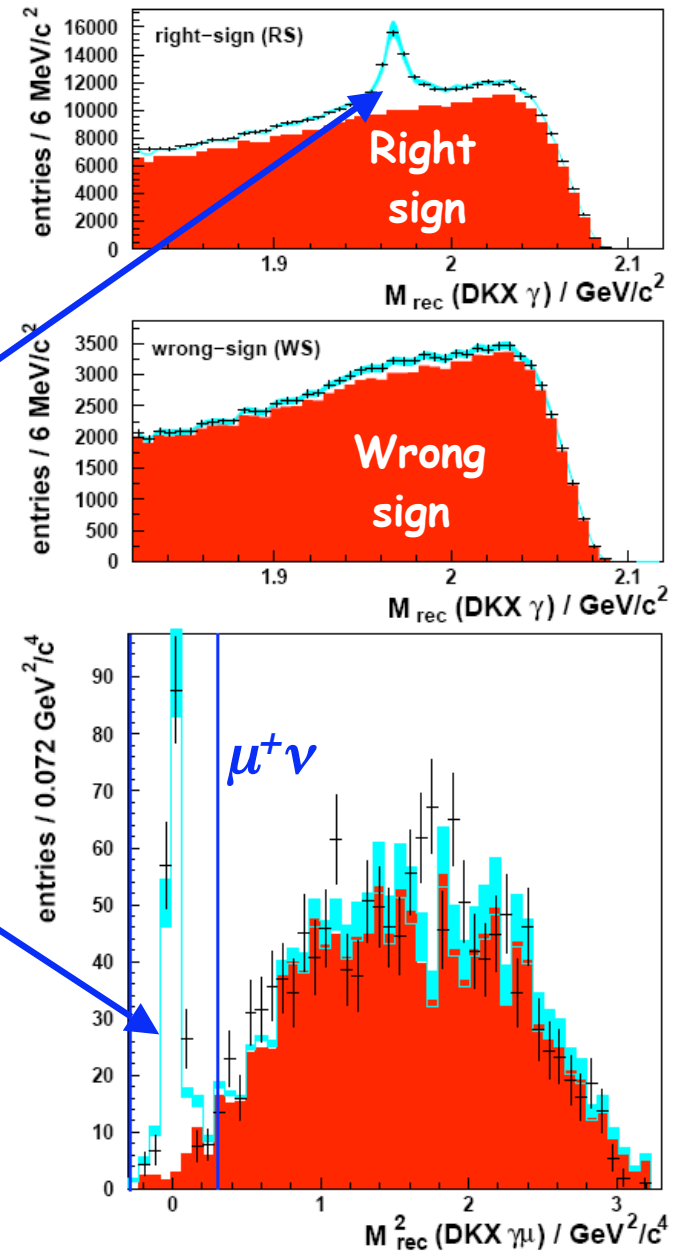 right−sign (RS)
entries / 6 MeV/c²
16000
14000
12000
10000
8000
6000
4000
2000
0
Right
sign
1.9 2 2.1
M rec (DKX γ) / GeV/c²
wrong−sign (WS)
entries / 6 MeV/c²
3500
3000
2500
2000
1500
1000
500
0
Wrong
sign
1.9 2 2.1
M rec (DKX γ) / GeV/c²
entries / 0.072 GeV²/c⁴
90
80
70
60
50
40
30
20
10
0
μ⁺ν
0 1 2 3
M²rec (DKX γμ) / GeV²/c⁴